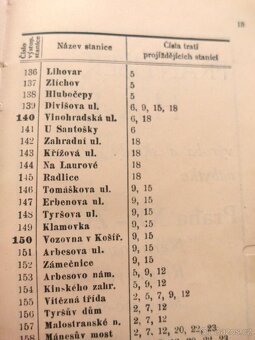 15
Číslo výstup. stanice Název stanice Čísla tratí projíždějících stanicí
136 Lihovar 5
137 Zlíchov 5
138 Hlubočepy 5
139 Divišova ul. 6, 9, 15, 18
140 Vinohradská ul. 6, 18
141 U Santošky 6
142 Zahradní ul. 18
143 Křížová ul. 18
144 Na Laurové 18
145 Radlice 18
146 Tomáškova ul. 9, 15
147 Erbenova ul. 9, 15
148 Tyršova ul. 9, 15
149 Klamovka 9, 15
150 Vozovna v Košíř. 9, 15
151 Arbesova ul. 2, 12
152 Zámečnice 2, 12
153 Arbesovo nám. 2, 12
154 Kinského zahr. 5, 9, 12
155 Vítězná třída 2, 5, 7, 9, 12
156 Tyršův dům 2, 7, 12
157 Malostranské n. 2, 7, 12
158 Mánesův most 2, 7, 12, 20, 22, 23